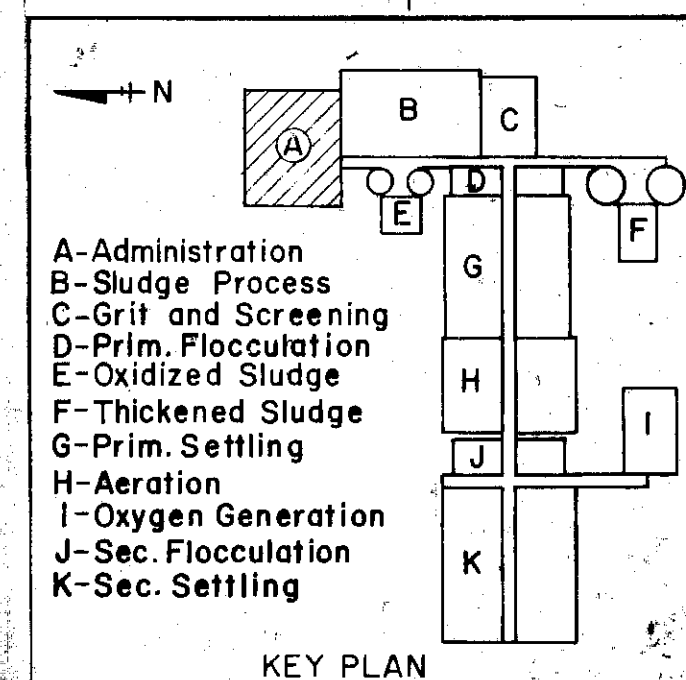 N
B
C
A
D
E
F
G
A-Administration
B-Sludge Process
C-Grit and Screening
D-Prim. Flocculation
E-Oxidized Sludge
F-Thickened Sludge
G-Prim. Settling
H-Aeration
I-Oxygen Generation
J-Sec. Flocculation
K-Sec. Settling
H
I
J
K
KEY PLAN